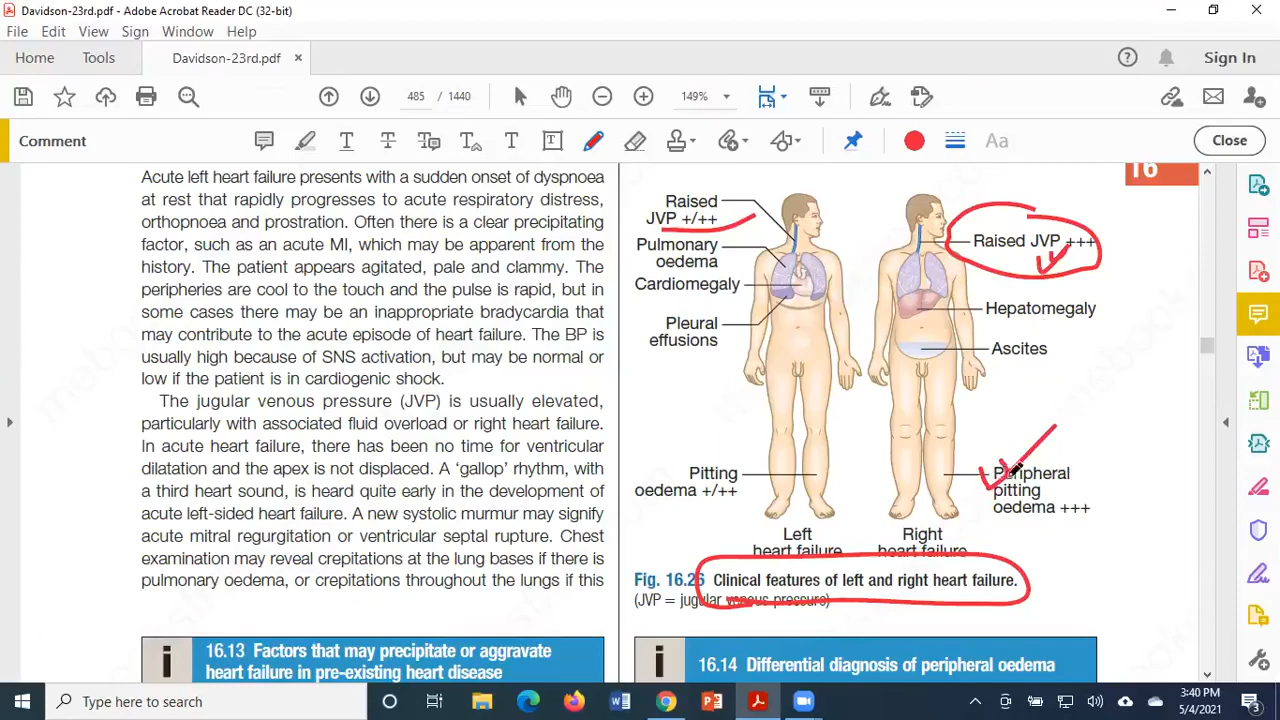 Davidson-23rd.pdf - Adobe Acrobat Reader DC (32-bit)
File Edit View Sign Window Help
Home Tools Davidson-23rd.pdf × Sign In
485 / 1440 149%
Comment Aa Close
Acute left heart failure presents with a sudden onset of dyspnoea
at rest that rapidly progresses to acute respiratory distress,
orthopnoea and prostration. Often there is a clear precipitating
factor, such as an acute MI, which may be apparent from the
history. The patient appears agitated, pale and clammy. The
peripheries are cool to the touch and the pulse is rapid, but in
some cases there may be an inappropriate bradycardia that
may contribute to the acute episode of heart failure. The BP is
usually high because of SNS activation, but may be normal or
low if the patient is in cardiogenic shock.
The jugular venous pressure (JVP) is usually elevated,
particularly with associated fluid overload or right heart failure.
In acute heart failure, there has been no time for ventricular
dilatation and the apex is not displaced. A ‘gallop’ rhythm, with
a third heart sound, is heard quite early in the development of
acute left-sided heart failure. A new systolic murmur may signify
acute mitral regurgitation or ventricular septal rupture. Chest
examination may reveal crepitations at the lung bases if there is
pulmonary oedema, or crepitations throughout the lungs if this
i 16.13 Factors that may precipitate or aggravate
heart failure in pre-existing heart disease
16
Raised
JVP +/++
Pulmonary
oedema
Cardiomegaly
Pleural
effusions
Pitting
oedema +/++
Left
heart failure
Raised JVP +++
Hepatomegaly
Ascites
Peripheral
pitting
oedema +++
Right
heart failure
Fig. 16.26 Clinical features of left and right heart failure.
(JVP = jugular venous pressure)
i 16.14 Differential diagnosis of peripheral oedema
Type here to search
3:40 PM
5/4/2021
3